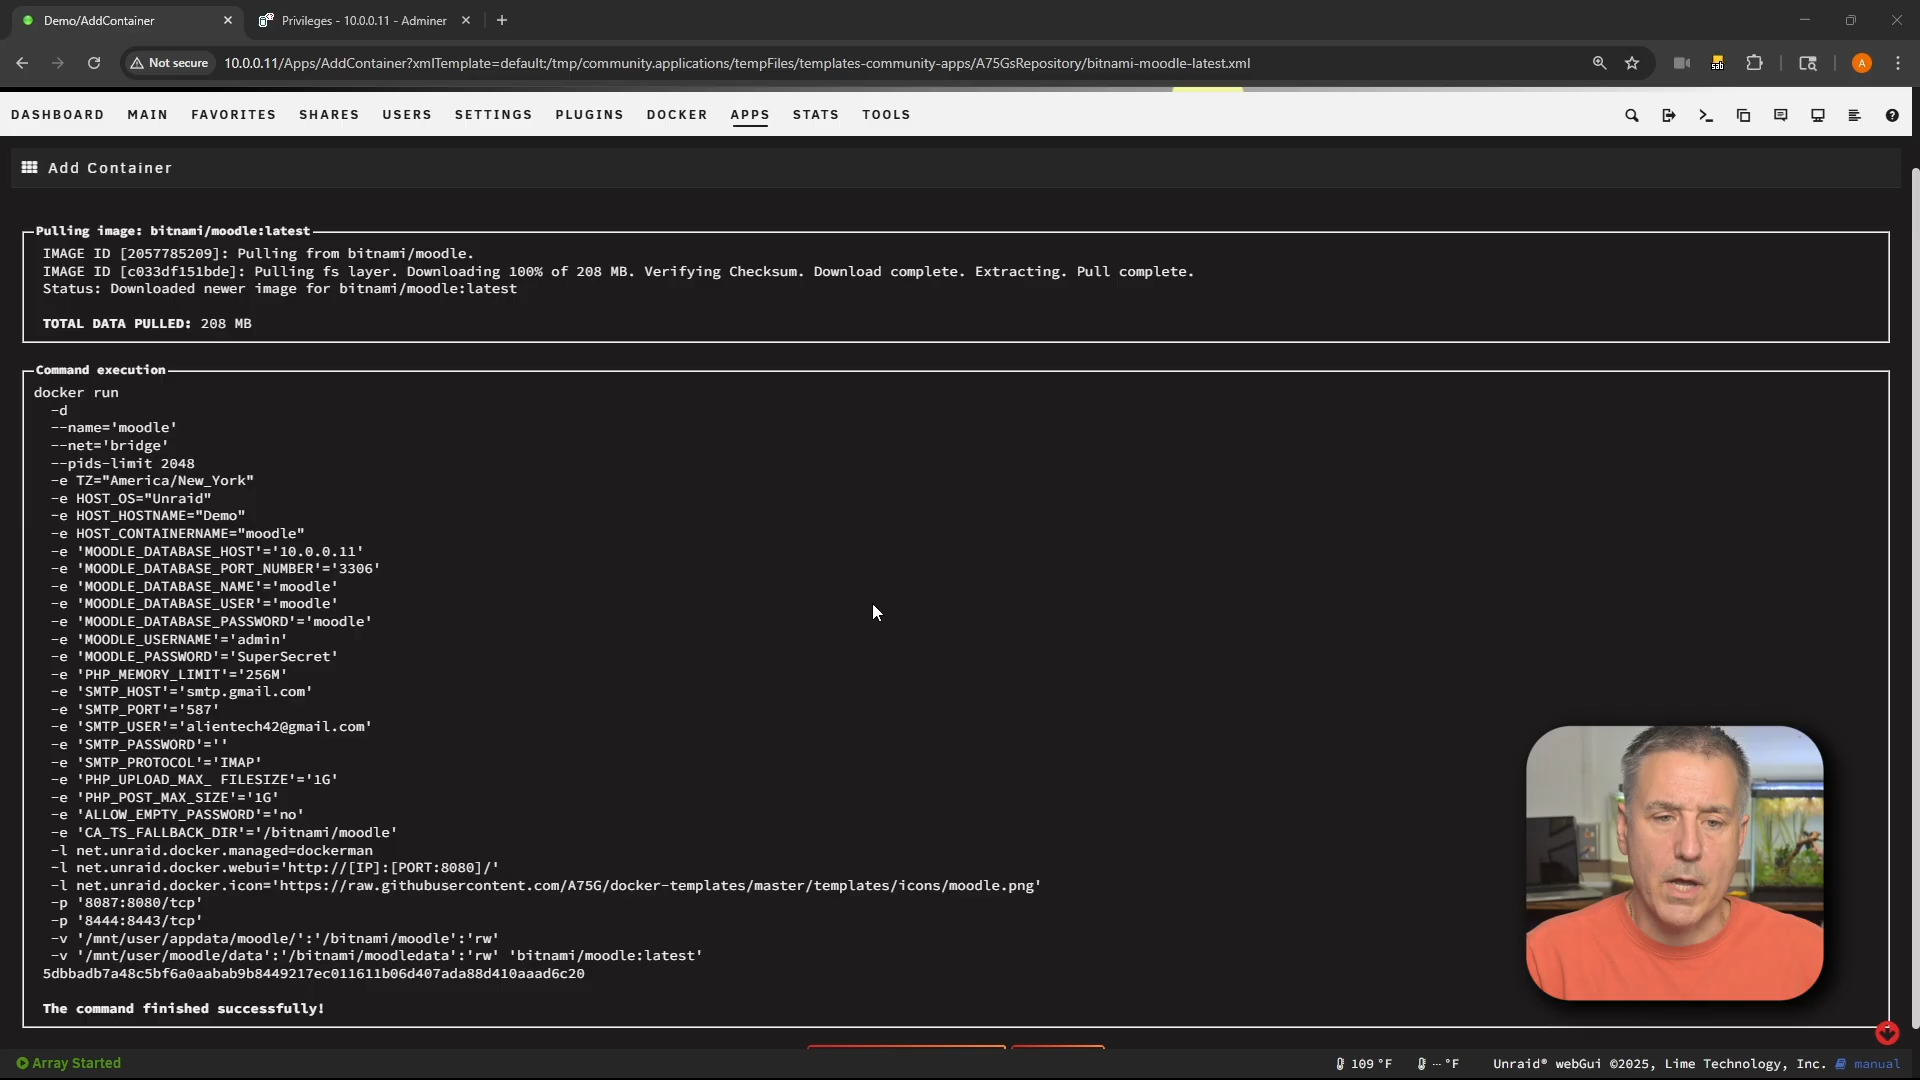 Demo/AddContainer
Privileges - 10.0.0.11 - Adminer
Not secure
10.0.0.11/Apps/AddContainer?xmlTemplate=default:/tmp/community.applications/tempFiles/templates-community-apps/A75GsRepository/bitnami-moodle-latest.xml
sab
A
DASHBOARD MAIN FAVORITES SHARES USERS SETTINGS PLUGINS DOCKER APPS STATS TOOLS
Add Container
Pulling image: bitnami/moodle:latest
IMAGE ID [2057785209]: Pulling from bitnami/moodle.
IMAGE ID [c033df151bde]: Pulling fs layer. Downloading 100% of 208 MB. Verifying Checksum. Download complete. Extracting. Pull complete.
Status: Downloaded newer image for bitnami/moodle:latest
TOTAL DATA PULLED: 208 MB
Command execution
docker run
-d
--name='moodle'
--net='bridge'
--pids-limit 2048
-e TZ="America/New_York"
-e HOST_OS="Unraid"
-e HOST_HOSTNAME="Demo"
-e HOST_CONTAINERNAME="moodle"
-e 'MOODLE_DATABASE_HOST'='10.0.0.11'
-e 'MOODLE_DATABASE_PORT_NUMBER'='3306'
-e 'MOODLE_DATABASE_NAME'='moodle'
-e 'MOODLE_DATABASE_USER'='moodle'
-e 'MOODLE_DATABASE_PASSWORD'='moodle'
-e 'MOODLE_USERNAME'='admin'
-e 'MOODLE_PASSWORD'='SuperSecret'
-e 'PHP_MEMORY_LIMIT'='256M'
-e 'SMTP_HOST'='smtp.gmail.com'
-e 'SMTP_PORT'='587'
-e 'SMTP_USER'='alientech42@gmail.com'
-e 'SMTP_PASSWORD'=''
-e 'SMTP_PROTOCOL'='IMAP'
-e 'PHP_UPLOAD_MAX_ FILESIZE'='1G'
-e 'PHP_POST_MAX_SIZE'='1G'
-e 'ALLOW_EMPTY_PASSWORD'='no'
-e 'CA_TS_FALLBACK_DIR'='/bitnami/moodle'
-l net.unraid.docker.managed=dockerman
-l net.unraid.docker.webui='http://[IP]:[PORT:8080]/'
-l net.unraid.docker.icon='https://raw.githubusercontent.com/A75G/docker-templates/master/templates/icons/moodle.png'
-p '8087:8080/tcp'
-p '8444:8443/tcp'
-v '/mnt/user/appdata/moodle/':'/bitnami/moodle':'rw'
-v '/mnt/user/moodle/data':'/bitnami/moodledata':'rw' 'bitnami/moodle:latest'
5dbbadb7a48c5bf6a0aabab9b8449217ec011611b06d407ada88d410aaad6c20
The command finished successfully!
Array Started
109 °F
-- °F
Unraid® webGui ©2025, Lime Technology, Inc.
manual